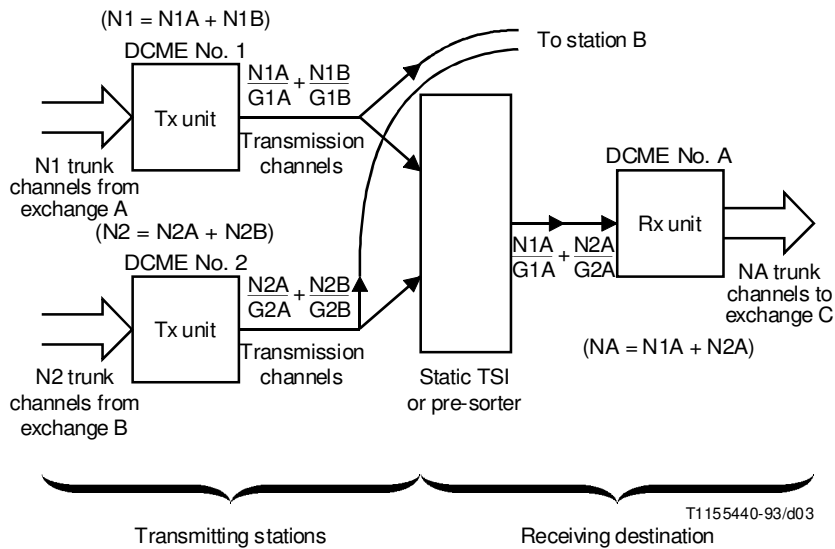 (N1 = N1A + N1B)
DCME No. 1
N1A/G1A + N1B/G1B
To station B
Tx unit
Transmission
channels
N1 trunk
channels from
exchange A
DCME No. A
Rx unit
(N2 = N2A + N2B)
DCME No. 2
N2A/G2A + N2B/G2B
N1A/G1A + N2A/G2A
NA trunk
channels to
exchange C
Tx unit
Transmission
channels
(NA = N1A + N2A)
N2 trunk
channels from
exchange B
Static TSI
or pre-sorter
T1155440-93/d03
Transmitting stations
Receiving destination